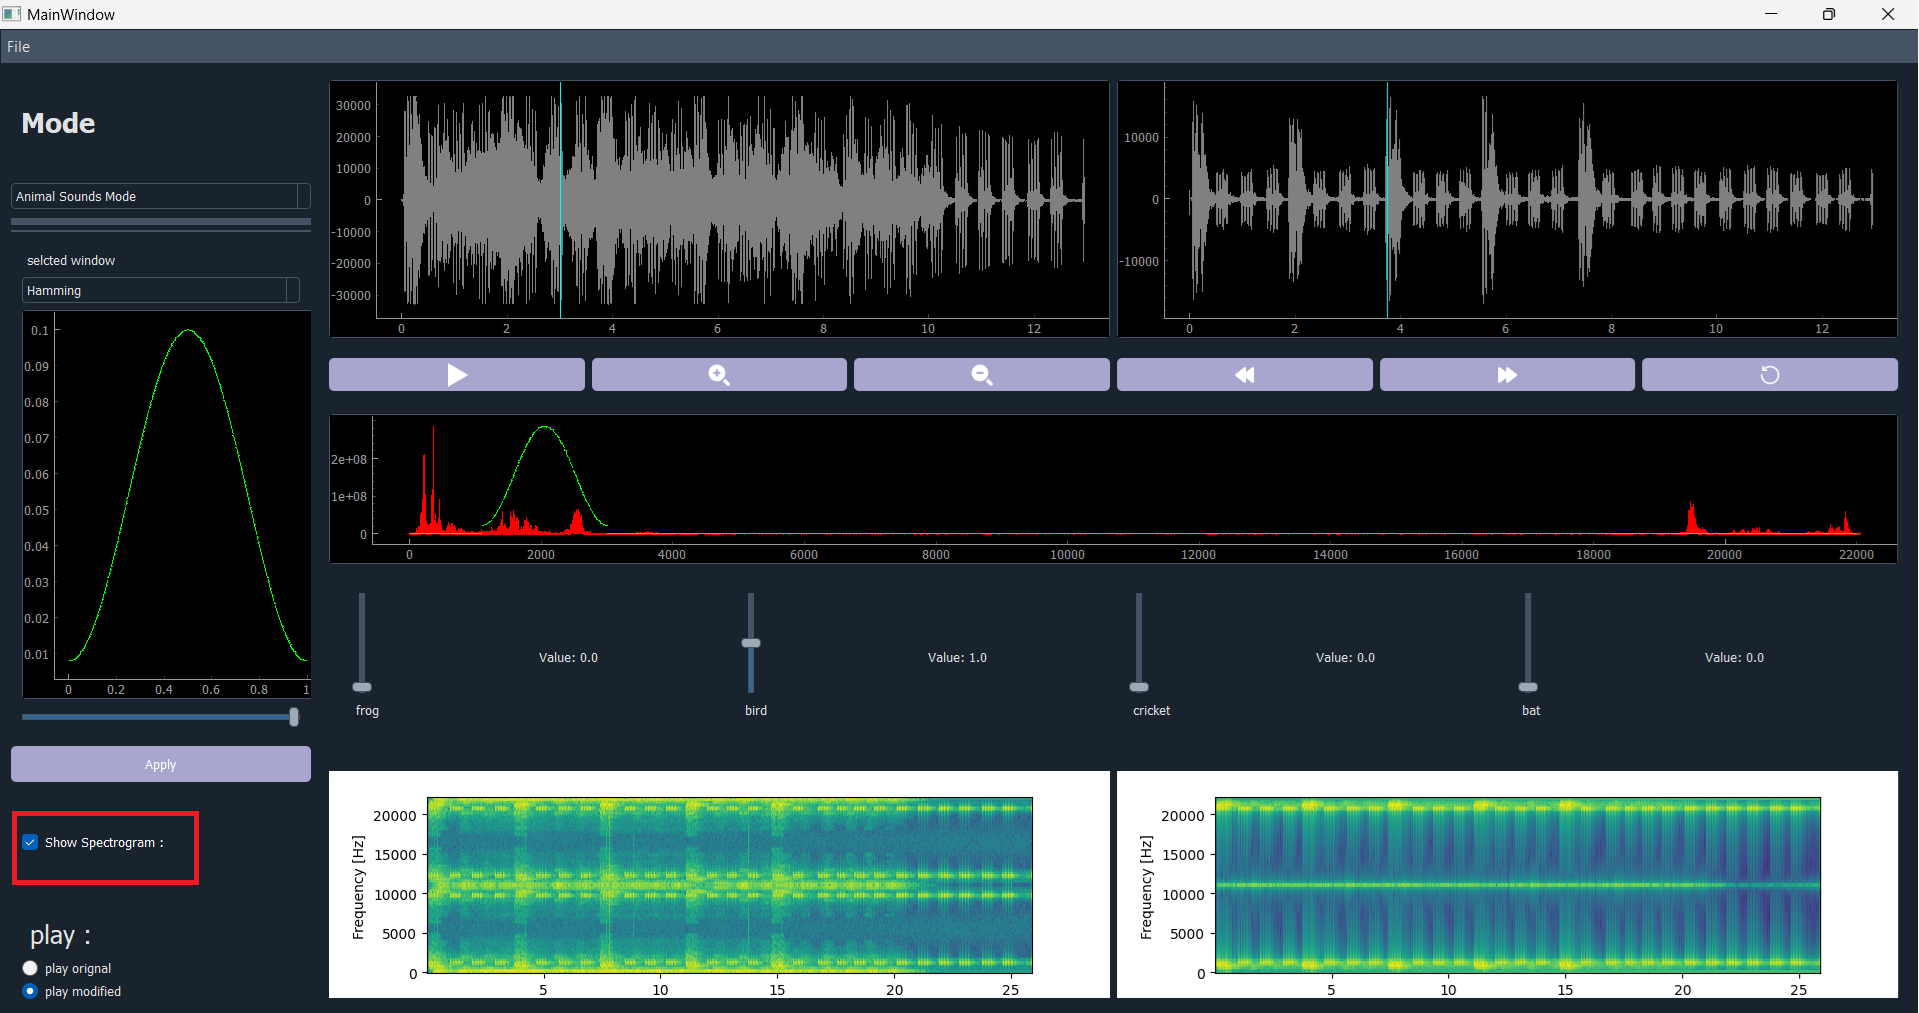 MainWindow
File
Mode
Animal Sounds Mode
selcted window
Hamming
0.1
0.09
0.08
0.07
0.06
0.05
0.04
0.03
0.02
0.01
0 0.2 0.4 0.6 0.8 1
Apply
Show Spectrogram :
play :
play orignal
play modified
30000
20000
10000
0
-10000
-20000
-30000
0 2 4 6 8 10 12
10000
0
-10000
0 2 4 6 8 10 12
2e+08
1e+08
0
0 2000 4000 6000 8000 10000 12000 14000 16000 18000 20000 22000
Value: 0.0
frog
Value: 1.0
bird
Value: 0.0
cricket
Value: 0.0
bat
Frequency [Hz]
20000
15000
10000
5000
0
5 10 15 20 25
Frequency [Hz]
20000
15000
10000
5000
0
5 10 15 20 25